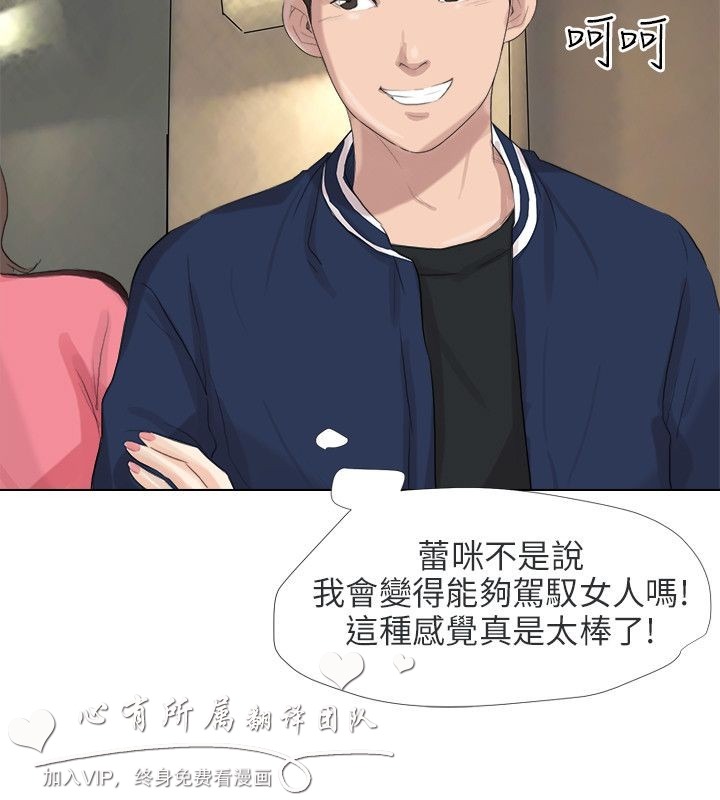 呵呵
蕾咪不是說
我會變得能夠駕馭女人嗎!
這種感覺真是太棒了!
心有所属翻译团队
加入VIP，终身免费看漫画